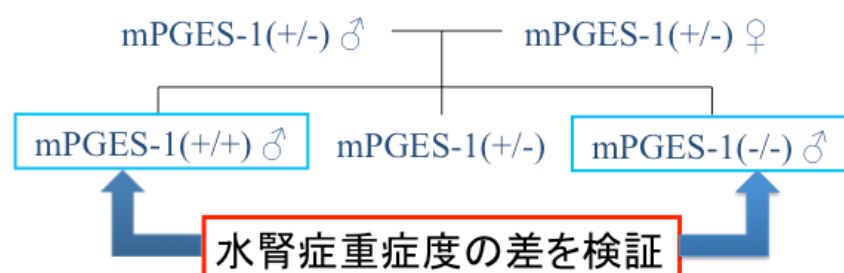 mPGES-1(+/-) ♂ mPGES-1(+/-) ♀
mPGES-1(+/+) ♂ mPGES-1(+/-) mPGES-1(-/-) ♂
水腎症重症度の差を検証